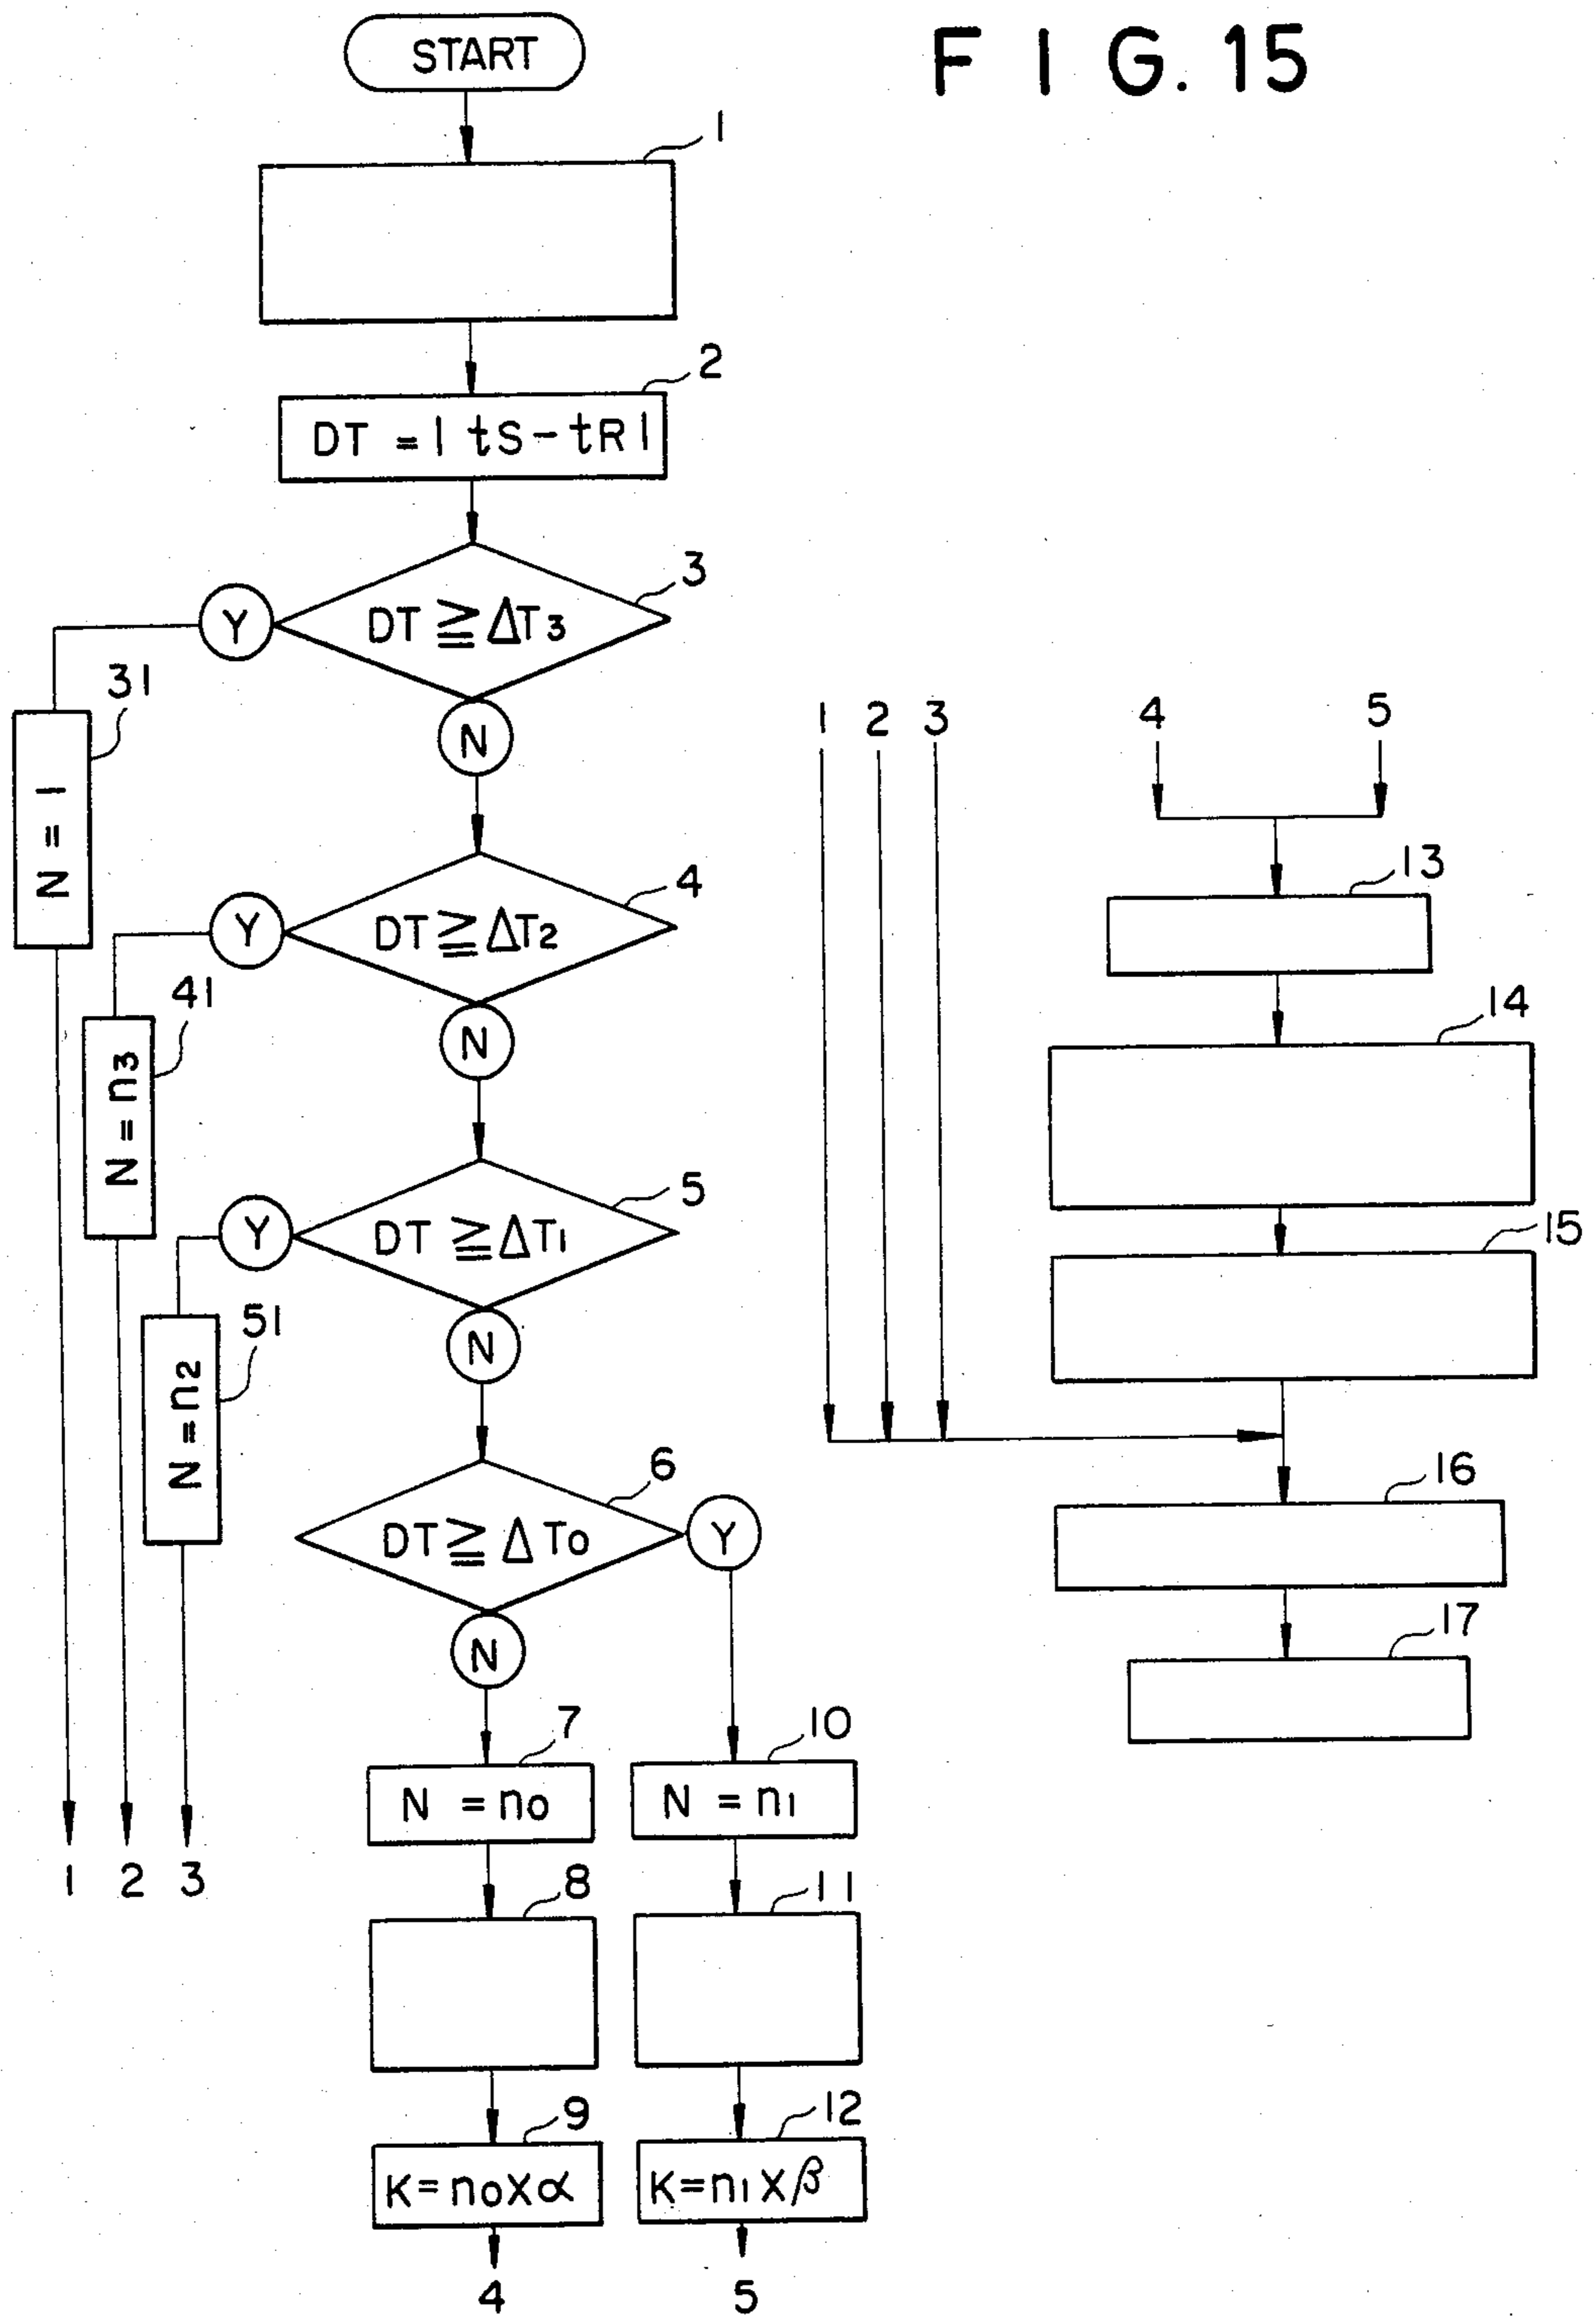 FIG. 15
START
1
2
DT = | tS - tR |
3
DT ≧ ΔT3
Y
N
31
N = 1
4
DT ≧ ΔT2
Y
N
41
N = n3
5
DT ≧ ΔT1
Y
N
51
N = n2
6
DT ≧ ΔT0
Y
N
7
N = n0
10
N = n1
1 2 3
8
11
9
K=n0×α
12
K=n1×β
4
5
1 2 3
4 5
13
14
15
16
17